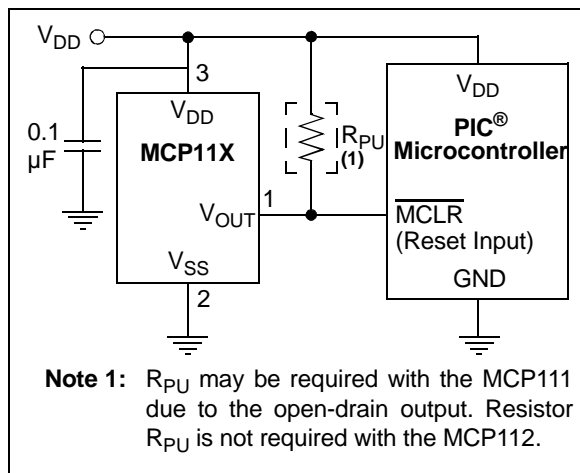 VDD
3
VDD
0.1
µF
MCP11X
1
VOUT
VSS
2
RPU
(1)
VDD
PIC®
Microcontroller
MCLR
(Reset Input)
GND
Note 1: RPU may be required with the MCP111
due to the open-drain output. Resistor
RPU is not required with the MCP112.